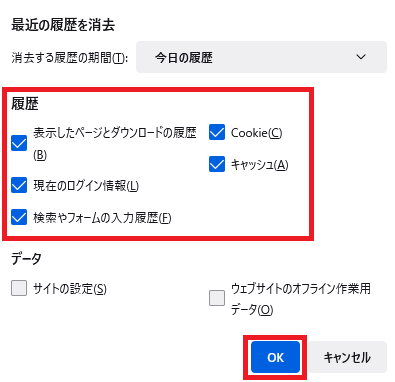 最近の履歴を消去
消去する履歴の期間(T): 今日の履歴
履歴
表示したページとダウンロードの履歴
(B)
Cookie(C)
キャッシュ(A)
現在のログイン情報(L)
検索やフォームの入力履歴(F)
データ
サイトの設定(S)
ウェブサイトのオフライン作業用
データ(O)
OK キャンセル